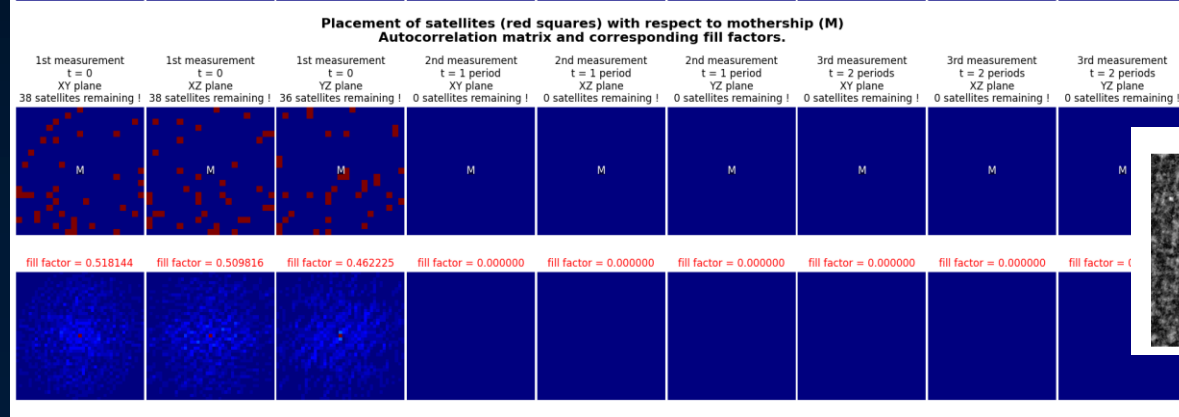 Placement of satellites (red squares) with respect to mothership (M)
Autocorrelation matrix and corresponding fill factors.
1st measurement
t = 0
XY plane
38 satellites remaining !
1st measurement
t = 0
XZ plane
38 satellites remaining !
1st measurement
t = 0
YZ plane
36 satellites remaining !
2nd measurement
t = 1 period
XY plane
0 satellites remaining !
2nd measurement
t = 1 period
XZ plane
0 satellites remaining !
2nd measurement
t = 1 period
YZ plane
0 satellites remaining !
3rd measurement
t = 2 periods
XY plane
0 satellites remaining !
3rd measurement
t = 2 periods
XZ plane
0 satellites remaining !
3rd measurement
t = 2 periods
YZ plane
0 satellites remaining !
M M M M M M M M M
fill factor = 0.518144 fill factor = 0.509816 fill factor = 0.462225 fill factor = 0.000000 fill factor = 0.000000 fill factor = 0.000000 fill factor = 0.000000 fill factor = 0.000000 fill factor =